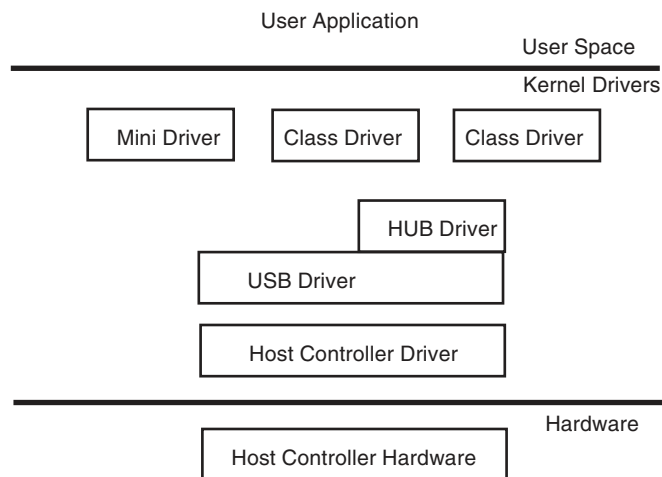 User Application
User Space
Kernel Drivers
Mini Driver Class Driver Class Driver
HUB Driver
USB Driver
Host Controller Driver
Hardware
Host Controller Hardware